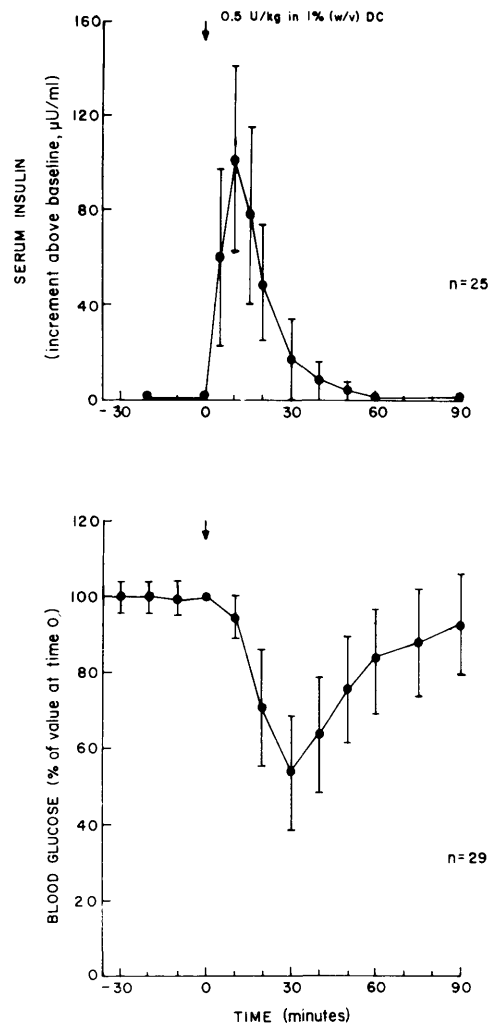 0.5 U/kg in 1% (w/v) DC
160
120
80
40
0
SERUM INSULIN
(increment above baseline, μU/ml)
n=25
-30 0 30 60 90
120
100
80
60
40
20
0
BLOOD GLUCOSE (% of value at time 0)
n=29
-30 0 30 60 90
TIME (minutes)